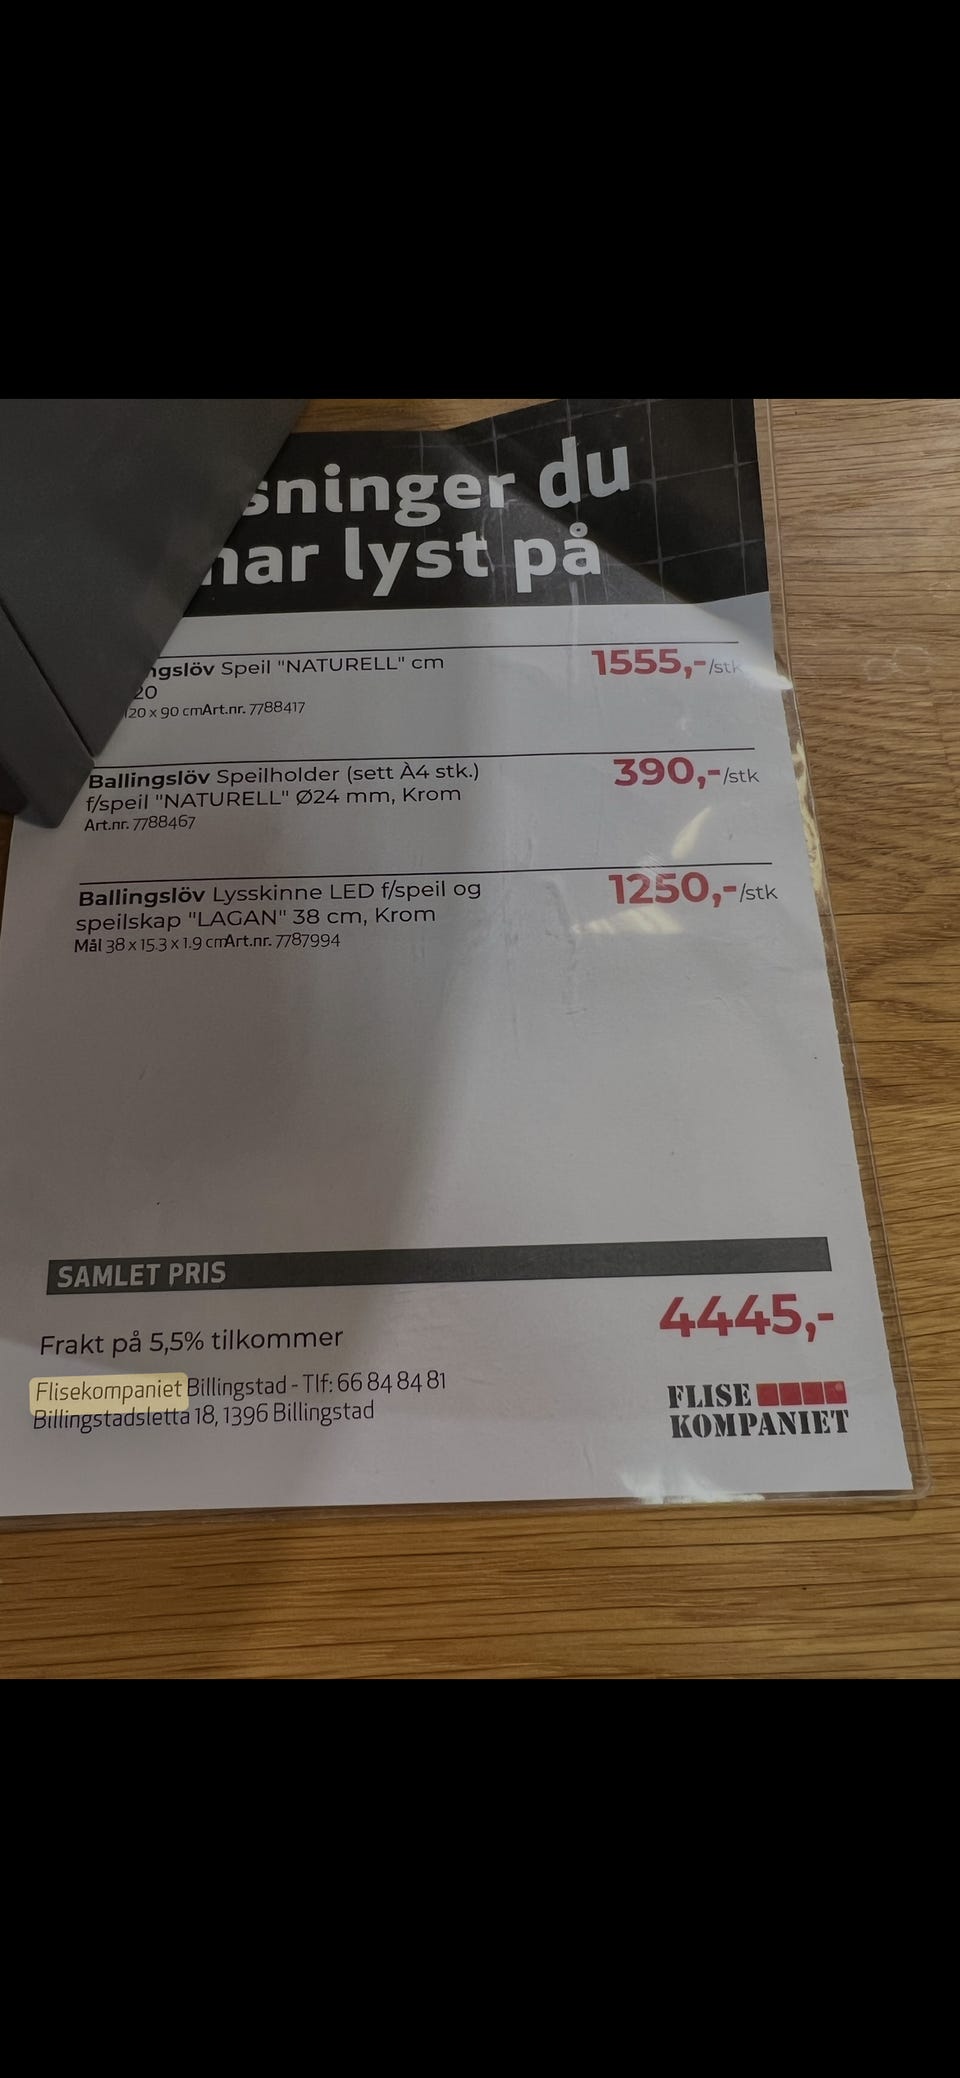 du
lyst på
Speil "NATURELL" cm
1555,-/stk
20
120 x 90 cmArt.nr. 7788417
Ballingslöv Speilholder (sett À4 stk.)
390,-/stk
f/speil "NATURELL" Ø24 mm, Krom
Art.nr. 7788467
Ballingslöv Lysskinne LED f/speil og
1250,-/stk
speilskap "LAGAN" 38 cm, Krom
Mål 38 x 15.3 x 1.9 cmArt.nr. 7787994
SAMLET PRIS
4445,-
Frakt på 5,5% tilkommer
Flisekompaniet Billingstad - Tlf: 66 84 84 81
Billingstadsletta 18, 1396 Billingstad
FLISE
KOMPANIET